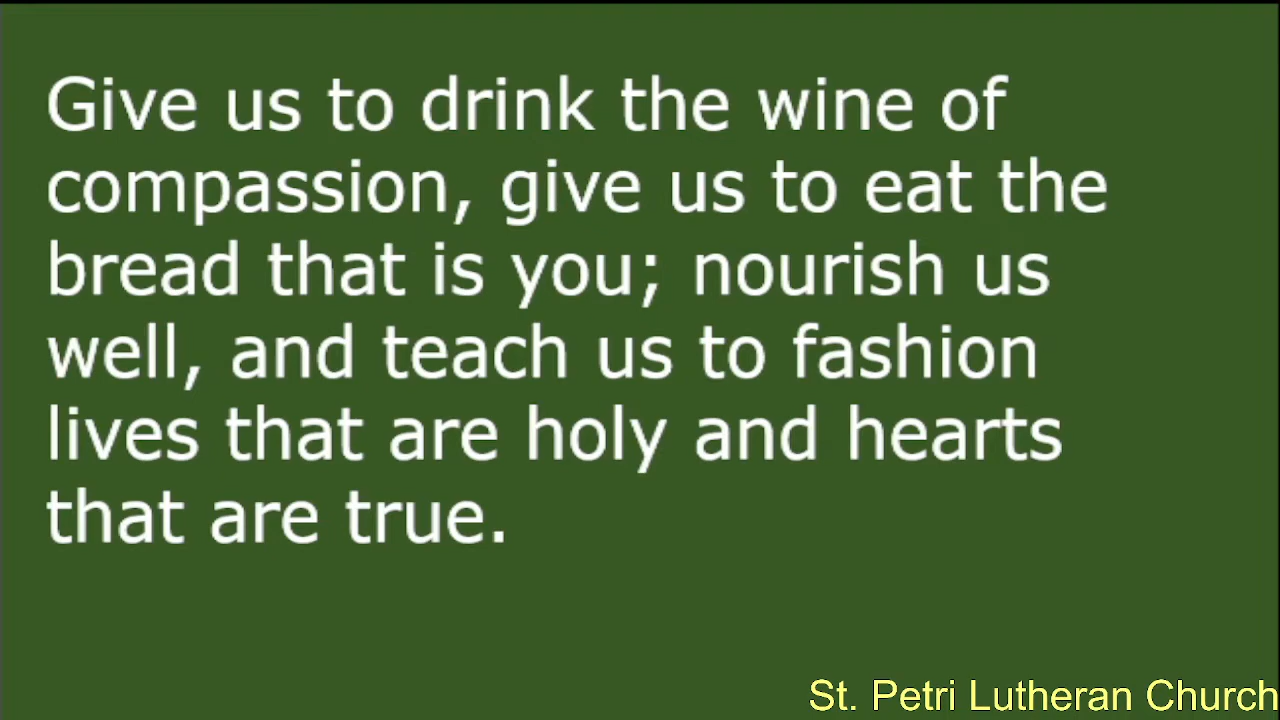 Give us to drink the wine of
compassion, give us to eat the
bread that is you; nourish us
well, and teach us to fashion
lives that are holy and hearts
that are true.
St. Petri Lutheran Church